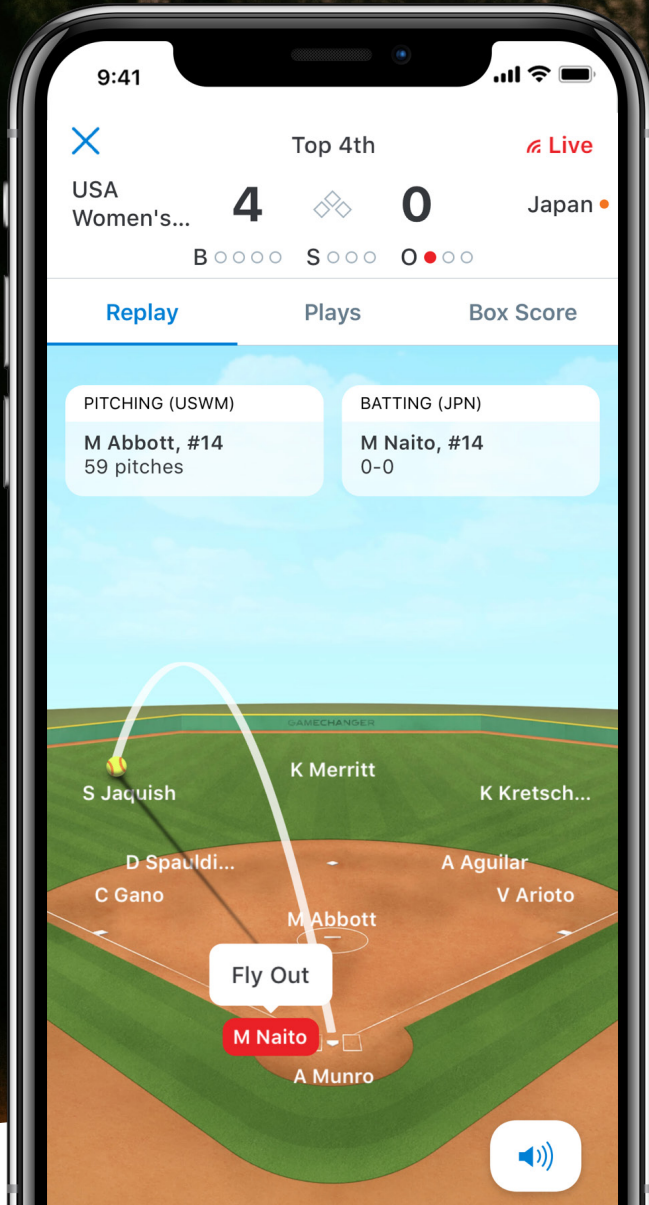 9:41
Top 4th
Live
USA
Women's...
4
0
Japan
B
S
O
Replay
Plays
Box Score
PITCHING (USWM)
M Abbott, #14
59 pitches
BATTING (JPN)
M Naito, #14
0-0
GAMECHANGER
K Merritt
S Jaquish
K Kretsch...
D Spauldi...
A Aguilar
C Gano
V Arioto
M Abbott
Fly Out
M Naito
A Munro